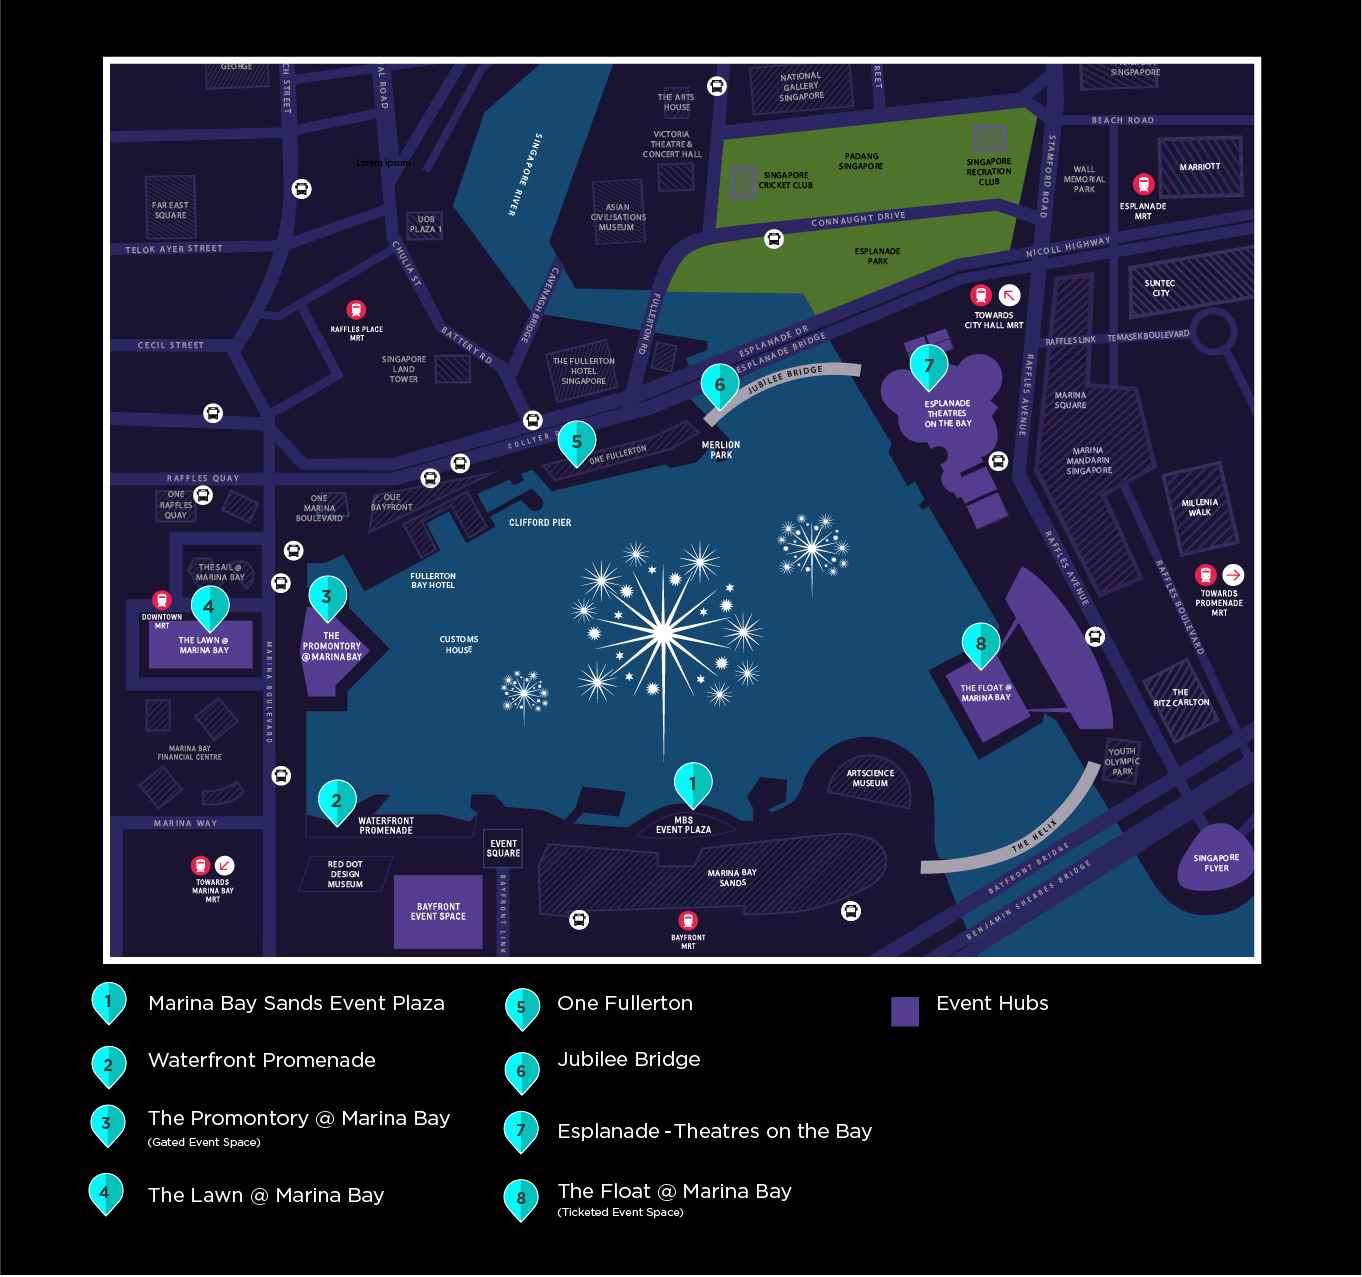 GEORGE
CH STREET
AL ROAD
THE ARTS
HOUSE
NATIONAL
GALLERY
SINGAPORE
REET
SINGPAPORE
BEACH ROAD
SINGAPORE RIVER
VICTORIA
THEATRE &
CONCERT HALL
Lorem ipsum
PADANG
SINGAPORE
SINGAPORE
CRICKET CLUB
SINGAPORE
RECRATION
CLUB
STAMFORD ROAD
WALL
MEMORIAL
PARK
MARRIOTT
ESPLANADE
MRT
FAR EAST
SQUARE
UOB
PLAZA 1
ASIAN
CIVILISATIONS
MUSEUM
CONNAUGHT DRIVE
TELOK AYER STREET
CHULIA ST
ESPLANADE
PARK
NICOLL HIGHWAY
SUNTEC
CITY
CAVENAGH BRIDGE
FULLERTON RD
RAFFLES PLACE
MRT
TOWARDS
CITY HALL MRT
CECIL STREET
BATTERY RD
ESPLANADE DR
ESPLANADE BRIDGE
RAFFLES LINK
TEMASEK BOULEVARD
SINGAPORE
LAND
TOWER
THE FULLERTON
HOTEL
SINGAPORE
6
JUBILEE BRIDGE
7
RAFFLES AVENUE
ESPLANADE
THEATRES
ON THE BAY
MARINA
SQUARE
5
COLLYER
ONE FULLERTON
MERLION
PARK
MARINA
MANDARIN
SINGAPORE
RAFFLES QUAY
ONE
RAFFLES
QUAY
ONE
MARINA
BOULEVARD
OUE
BAYFRONT
CLIFFORD PIER
MILLENIA
WALK
THE SAIL @
MARINA BAY
FULLERTON
BAY HOTEL
RAFFLES AVENUE
RAFFLES BOULEVARD
TOWARDS
PROMENADE
MRT
4
DOWNTOWN
MRT
THE LAWN @
MARINA BAY
3
THE
PROMONTORY
@ MARINA BAY
CUSTOMS
HOUSE
MARINA BOULEVARD
8
THE FLOAT @
MARINA BAY
THE
RITZ CARLTON
MARINA BAY
FINANCIAL CENTRE
YOUTH
OLYMPIC
PARK
ARTSCIENCE
MUSEUM
1
MBS
EVENT PLAZA
2
WATERFRONT
PROMENADE
MARINA WAY
EVENT
SQUARE
THE HELIX
BAYFRONT BRIDGE
BENJAMIN SHEARES BRIDGE
SINGAPORE
FLYER
TOWARDS
MARINA BAY
MRT
RED DOT
DESIGN
MUSEUM
MARINA BAY
SANDS
BAYFRONT
EVENT SPACE
BAYFRONT LINK
BAYFRONT
MRT
1 Marina Bay Sands Event Plaza
2 Waterfront Promenade
3 The Promontory @ Marina Bay
(Gated Event Space)
4 The Lawn @ Marina Bay
5 One Fullerton
6 Jubilee Bridge
7 Esplanade - Theatres on the Bay
8 The Float @ Marina Bay
(Ticketed Event Space)
Event Hubs